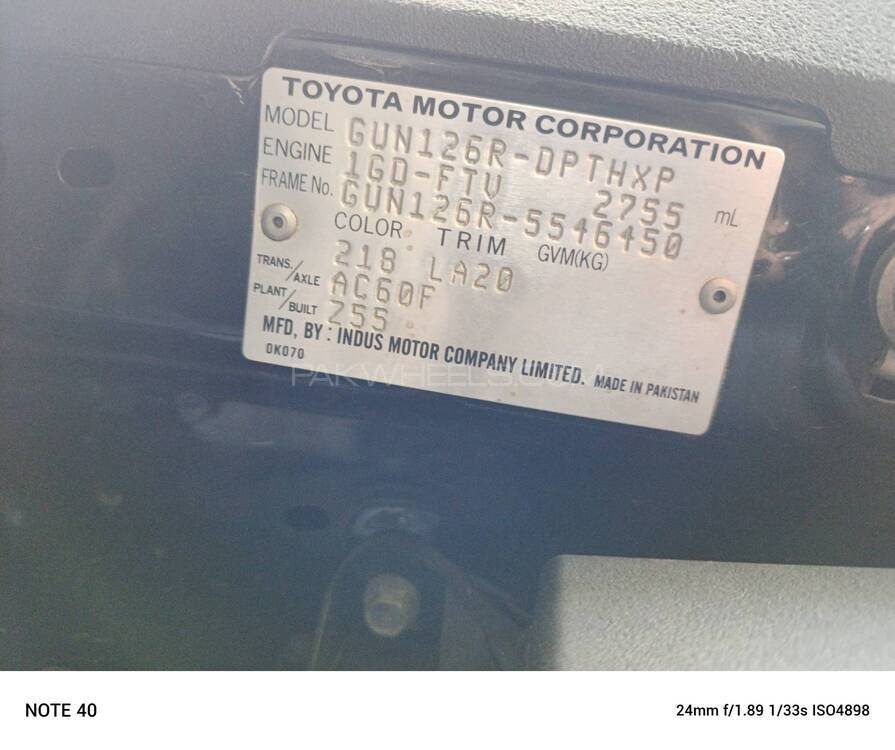 TOYOTA MOTOR CORPORATION
MODEL GUN126R-DPTHXP
ENGINE 1GD-FTV 2755 mL
FRAME No. GUN126R-5546450
COLOR TRIM GVM(KG)
218 LA20
TRANS./AXLE AC60F
PLANT/BUILT Z55
MFD, BY : INDUS MOTOR COMPANY LIMITED. MADE IN PAKISTAN
0K070
PAKWHEELS.COM
NOTE 40
24mm f/1.89 1/33s ISO4898